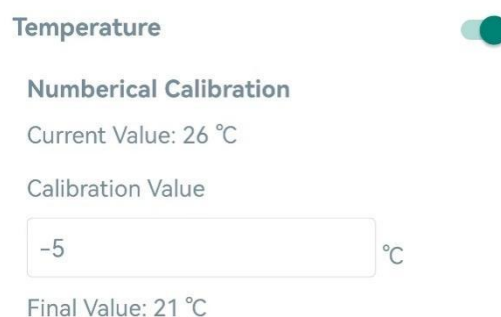 Temperature
Numberical Calibration
Current Value: 26 ℃
Calibration Value
-5
℃
Final Value: 21 ℃